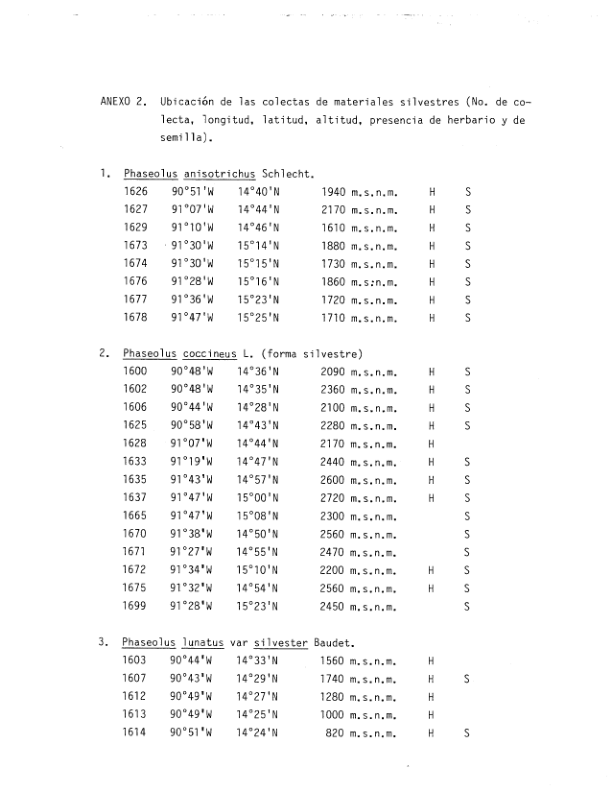 ANEXO 2. Ubicación de las colectas de materiales silvestres (No. de co-
lecta, longitud, latitud, altitud, presencia de herbario y de
semilla).
1. Phaseolus anisotrichus Schlecht.
1626 90°51'W 14°40'N 1940 m.s.n.m. H S
1627 91°07'W 14°44'N 2170 m.s.n.m. H S
1629 91°10'W 14°46'N 1610 m.s.n.m. H S
1673 91°30'W 15°14'N 1880 m.s.n.m. H S
1674 91°30'W 15°15'N 1730 m.s.n.m. H S
1676 91°28'W 15°16'N 1860 m.s.n.m. H S
1677 91°36'W 15°23'N 1720 m.s.n.m. H S
1678 91°47'W 15°25'N 1710 m.s.n.m. H S
2. Phaseolus coccineus L. (forma silvestre)
1600 90°48'W 14°36'N 2090 m.s.n.m. H S
1602 90°48'W 14°35'N 2360 m.s.n.m. H S
1606 90°44'W 14°28'N 2100 m.s.n.m. H S
1625 90°58'W 14°43'N 2280 m.s.n.m. H S
1628 91°07'W 14°44'N 2170 m.s.n.m. H
1633 91°19'W 14°47'N 2440 m.s.n.m. H S
1635 91°43'W 14°57'N 2600 m.s.n.m. H S
1637 91°47'W 15°00'N 2720 m.s.n.m. H S
1665 91°47'W 15°08'N 2300 m.s.n.m. S
1670 91°38'W 14°50'N 2560 m.s.n.m. S
1671 91°27'W 14°55'N 2470 m.s.n.m. S
1672 91°34'W 15°10'N 2200 m.s.n.m. H S
1675 91°32'W 14°54'N 2560 m.s.n.m. H S
1699 91°28'W 15°23'N 2450 m.s.n.m. S
3. Phaseolus lunatus var silvester Baudet.
1603 90°44'W 14°33'N 1560 m.s.n.m. H
1607 90°43'W 14°29'N 1740 m.s.n.m. H S
1612 90°49'W 14°27'N 1280 m.s.n.m. H
1613 90°49'W 14°25'N 1000 m.s.n.m. H
1614 90°51'W 14°24'N 820 m.s.n.m. H S